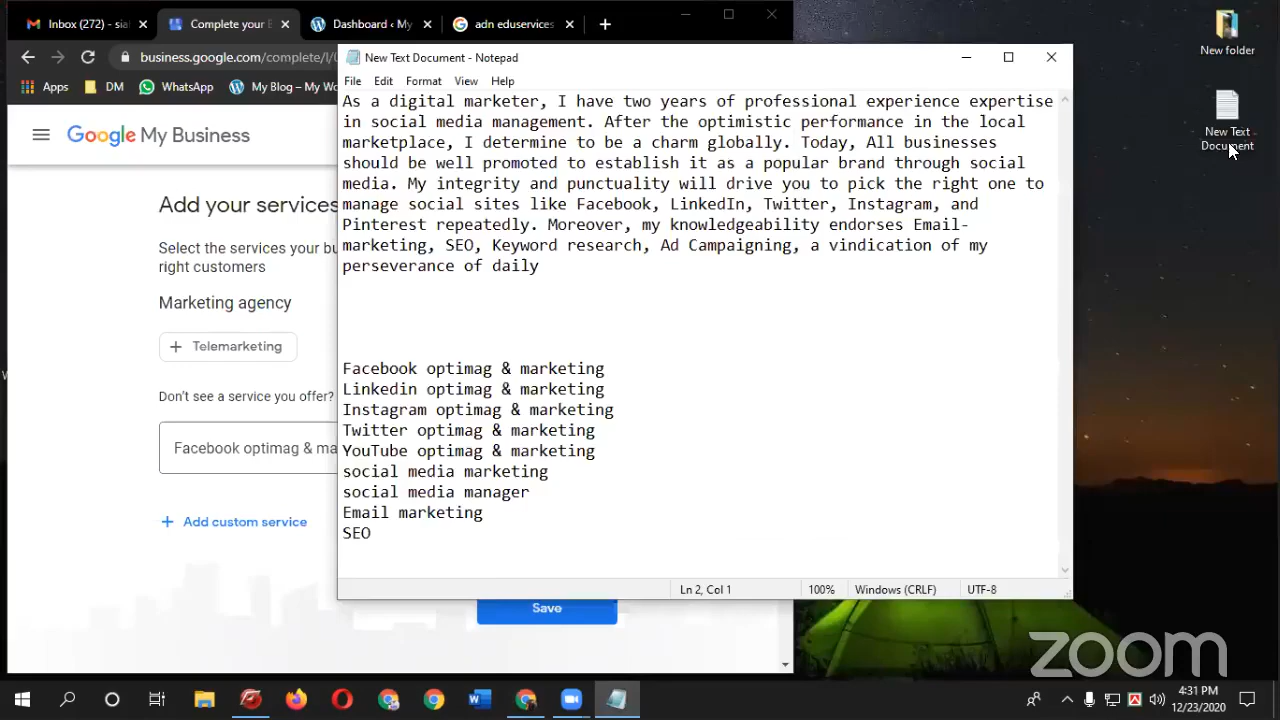 Inbox (272) - sial
Complete your B
Dashboard ‹ My
adn eduservices
business.google.com/complete/l/
Apps
DM
WhatsApp
My Blog – My Wo
Google My Business
Add your services
Select the services your bu
right customers
Marketing agency
+ Telemarketing
Don't see a service you offer?
Facebook optimag & ma
+ Add custom service
Save
New Text Document - Notepad
File Edit Format View Help
As a digital marketer, I have two years of professional experience expertise
in social media management. After the optimistic performance in the local
marketplace, I determine to be a charm globally. Today, All businesses
should be well promoted to establish it as a popular brand through social
media. My integrity and punctuality will drive you to pick the right one to
manage social sites like Facebook, LinkedIn, Twitter, Instagram, and
Pinterest repeatedly. Moreover, my knowledgeability endorses Email-
marketing, SEO, Keyword research, Ad Campaigning, a vindication of my
perseverance of daily
Facebook optimag & marketing
Linkedin optimag & marketing
Instagram optimag & marketing
Twitter optimag & marketing
YouTube optimag & marketing
social media marketing
social media manager
Email marketing
SEO
Ln 2, Col 1
100%
Windows (CRLF)
UTF-8
New folder
New Text
Document
zoom
4:31 PM
12/23/2020